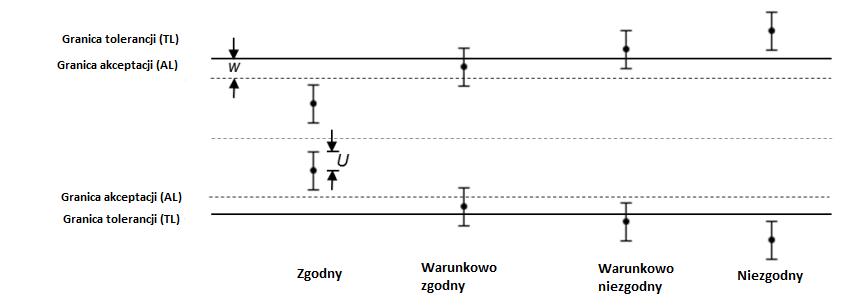 Granica tolerancji (TL)
Granica akceptacji (AL)
w
U
Granica akceptacji (AL)
Granica tolerancji (TL)
Zgodny
Warunkowo
zgodny
Warunkowo
niezgodny
Niezgodny